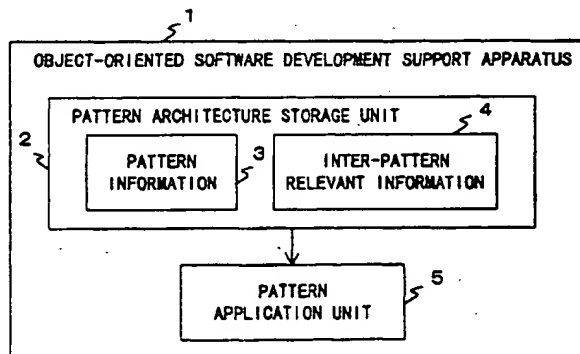 1
OBJECT-ORIENTED SOFTWARE DEVELOPMENT SUPPORT APPARATUS
PATTERN ARCHITECTURE STORAGE UNIT
4
2
PATTERN
INFORMATION
3
INTER-PATTERN
RELEVANT INFORMATION
PATTERN
APPLICATION UNIT
5